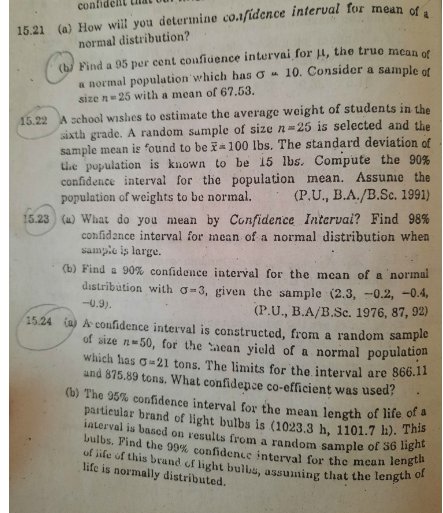 confident that our
15.21 (a) How will you determine confidence interval for mean of a
normal distribution?
(b) Find a 95 per cent confidence interval for μ, the true mean of
a normal population which has σ = 10. Consider a sample of
size n=25 with a mean of 67.53.
15.22 A school wishes to estimate the average weight of students in the
sixth grade. A random sample of size n=25 is selected and the
sample mean is found to be x̄=100 lbs. The standard deviation of
the population is known to be 15 lbs. Compute the 90%
confidence interval for the population mean. Assume the
population of weights to be normal. (P.U., B.A./B.Sc. 1991)
15.23 (a) What do you mean by Confidence Interval? Find 98%
confidence interval for mean of a normal distribution when
sample is large.
(b) Find a 90% confidence interval for the mean of a normal
distribution with σ=3, given the sample (2.3, −0.2, −0.4,
−0.9). (P.U., B.A/B.Sc. 1976, 87, 92)
15.24 (a) A confidence interval is constructed, from a random sample
of size n=50, for the mean yield of a normal population
which has σ=21 tons. The limits for the interval are 866.11
and 875.89 tons. What confidence co-efficient was used?
(b) The 95% confidence interval for the mean length of life of a
particular brand of light bulbs is (1023.3 h, 1101.7 h). This
interval is based on results from a random sample of 36 light
bulbs. Find the 99% confidence interval for the mean length
of life of this brand of light bulbs, assuming that the length of
life is normally distributed.